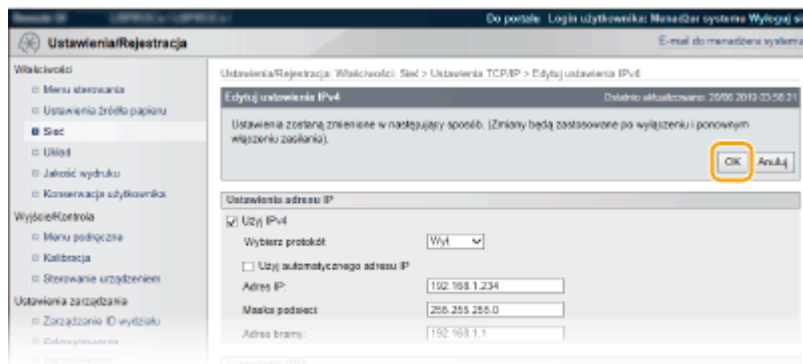 Do portalu Login użytkownika: Menadżer systemu Wyloguj si
Ustawienia/Rejestracja
E-mail do menadżera systemu
Właściwości
Menu sterowania
Ustawienia źródła papieru
Sieć
Układ
Jakość wydruku
Konserwacja użytkownika
Wyjście/Kontrola
Menu podręczne
Kalibracja
Sterowanie urządzeniem
Ustawienia zarządzania
Zarządzanie ID wydziału
Ustawienia/Rejestracja: Właściwości: Sieć > Ustawienia TCP/IP > Edytuj ustawienia IPv4
Edytuj ustawienia IPv4
Ostatnio aktualizowano: 20/06 2019 03:56:21
Ustawienia zostaną zmienione w następujący sposób. (Zmiany będą zastosowane po wyłączeniu i ponownym
włączeniu zasilania).
OK Anuluj
Ustawienia adresu IP
Użyj IPv4
Wybierz protokół: Wył.
Użyj automatycznego adresu IP
Adres IP: 192.168.1.234
Maska podsieci: 255.255.255.0
Adres bramy: 192.168.1.1